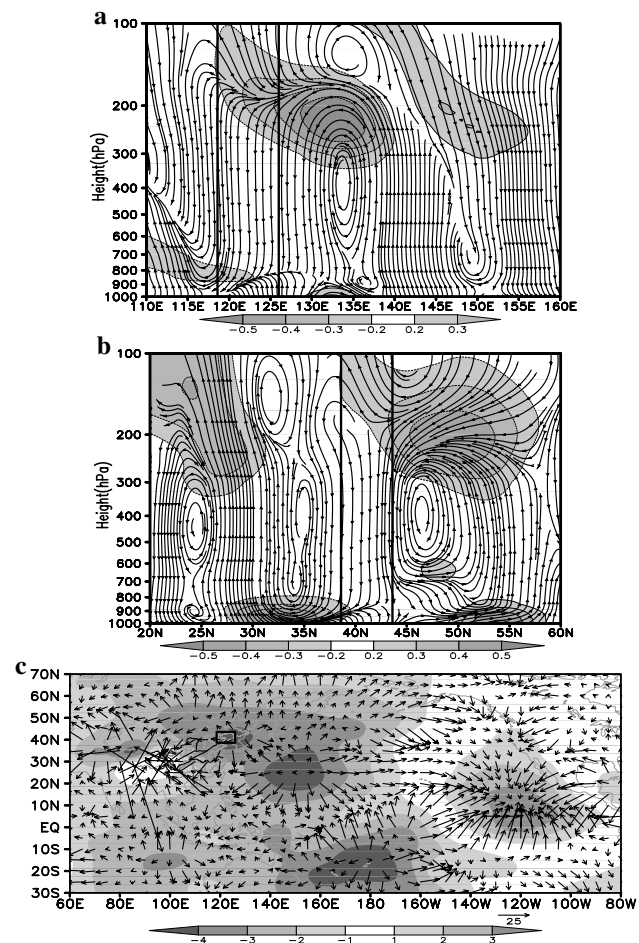 a
100
200
300
400
500
600
700
800
900
1000
Height(hPa)
110E 115E 120E 125E 130E 135E 140E 145E 150E 155E 160E
−0.5 −0.4 −0.3 −0.2 0.2 0.3
b
100
200
300
400
500
600
700
800
900
1000
Height(hPa)
20N 25N 30N 35N 40N 45N 50N 55N 60N
−0.5 −0.4 −0.3 −0.2 0.2 0.3 0.4 0.5
c
70N
60N
50N
40N
30N
20N
10N
EQ
10S
20S
30S
60E 80E 100E 120E 140E 160E 180 160W 140W 120W 100W 80W
25
−4 −3 −2 −1 1 2 3